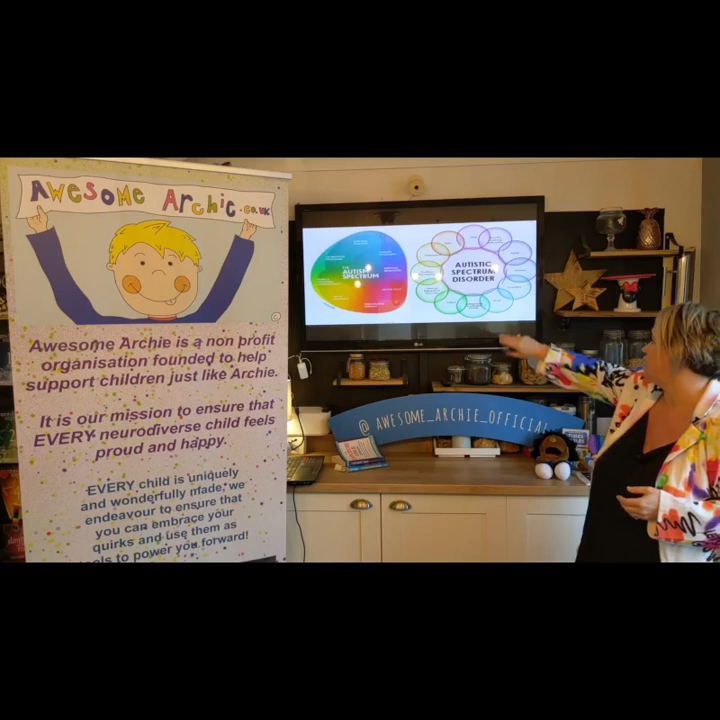 AWESOME ARCHIE.CO.UK
Awesome Archie is a non profit
organisation founded to help
support children just like Archie.
It is our mission to ensure that
EVERY neurodiverse child feels
proud and happy.
EVERY child is uniquely
and wonderfully made, we
endeavour to ensure that
you can embrace your
quirks and use them as
to power you forward!
THE
AUTISM
SPECTRUM
AUTISTIC
SPECTRUM
DISORDER
LG
@AWESOME_ARCHIE_OFFICIAL